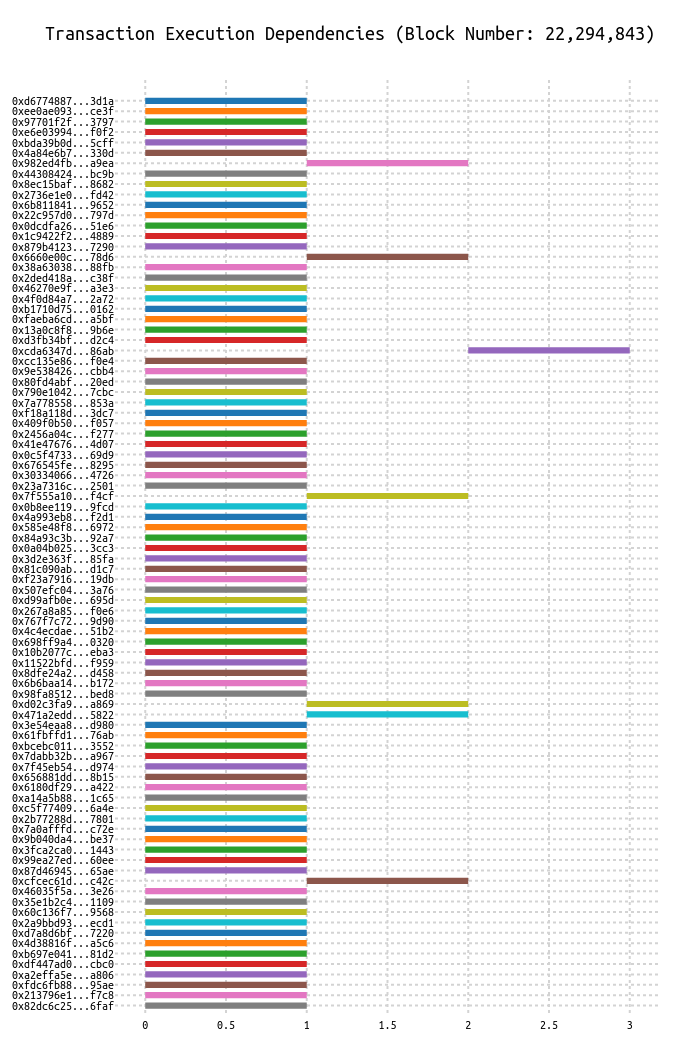 Transaction Execution Dependencies (Block Number: 22,294,843)
0xd6774887...3d1a
0xee0ae093...ce3f
0x97701f2f...3797
0xe6e03994...f0f2
0xbda39b0d...5cff
0x4a84e6b7...330d
0x982ed4fb...a9ea
0x44308424...bc9b
0x8ec15baf...8682
0x2736e1e0...fd42
0x6b811841...9652
0x22c957d0...797d
0x0dcdfa26...51e6
0x1c9422f2...4889
0x879b4123...7290
0x6660e00c...78d6
0x38a63038...88fb
0x2ded418a...c38f
0x46270e9f...a3e3
0x4f0d84a7...2a72
0xb1710d75...0162
0xfaeba6cd...a5bf
0x13a0c8f8...9b6e
0xd3fb34bf...d2c4
0xcda6347d...86ab
0xcc135e86...f0e4
0x9e538426...cbb4
0x80fd4abf...20ed
0x790e1042...7cbc
0x7a778558...853a
0xf18a118d...3dc7
0x409f0b50...f057
0x2456a04c...f277
0x41e47676...4d07
0x0c5f4733...69d9
0x676545fe...8295
0x30334066...4726
0x23a7316c...2501
0x7f555a10...f4cf
0x0b8ee119...9fcd
0x4a993eb8...f2d1
0x585e48f8...6972
0x84a93c3b...92a7
0x0a04b025...3cc3
0x3d2e363f...85fa
0x81c090ab...d1c7
0xf23a7916...19db
0x507efc04...3a76
0xd99afb0e...695d
0x267a8a85...f0e6
0x767f7c72...9d90
0x4c4ecdae...51b2
0x698ff9a4...0320
0x10b2077c...eba3
0x11522bfd...f959
0x8dfe24a2...d458
0x6b6baa14...b172
0x98fa8512...bed8
0xd02c3fa9...a869
0x471a2edd...5822
0x3e54eaa8...d980
0x61fbffd1...76ab
0xbcebc011...3552
0x7dabb32b...a967
0x7f45eb54...d974
0x656881dd...8b15
0x6180df29...a422
0xa14a5b88...1c65
0xc5f77409...6a4e
0x2b77288d...7801
0x7a0afffd...c72e
0x9b040da4...be37
0x3fca2ca0...1443
0x99ea27ed...60ee
0x87d46945...65ae
0xcfcec61d...c42c
0x46035f5a...3e26
0x35e1b2c4...1109
0x60c136f7...9568
0x2a9bbd93...ecd1
0xd7a8d6bf...7220
0x4d38816f...a5c6
0xb697e041...81d2
0xdf447ad0...cbc0
0xa2effa5e...a806
0xfdc6fb88...95ae
0x213796e1...f7c8
0x82dc6c25...6faf
0 0.5 1 1.5 2 2.5 3